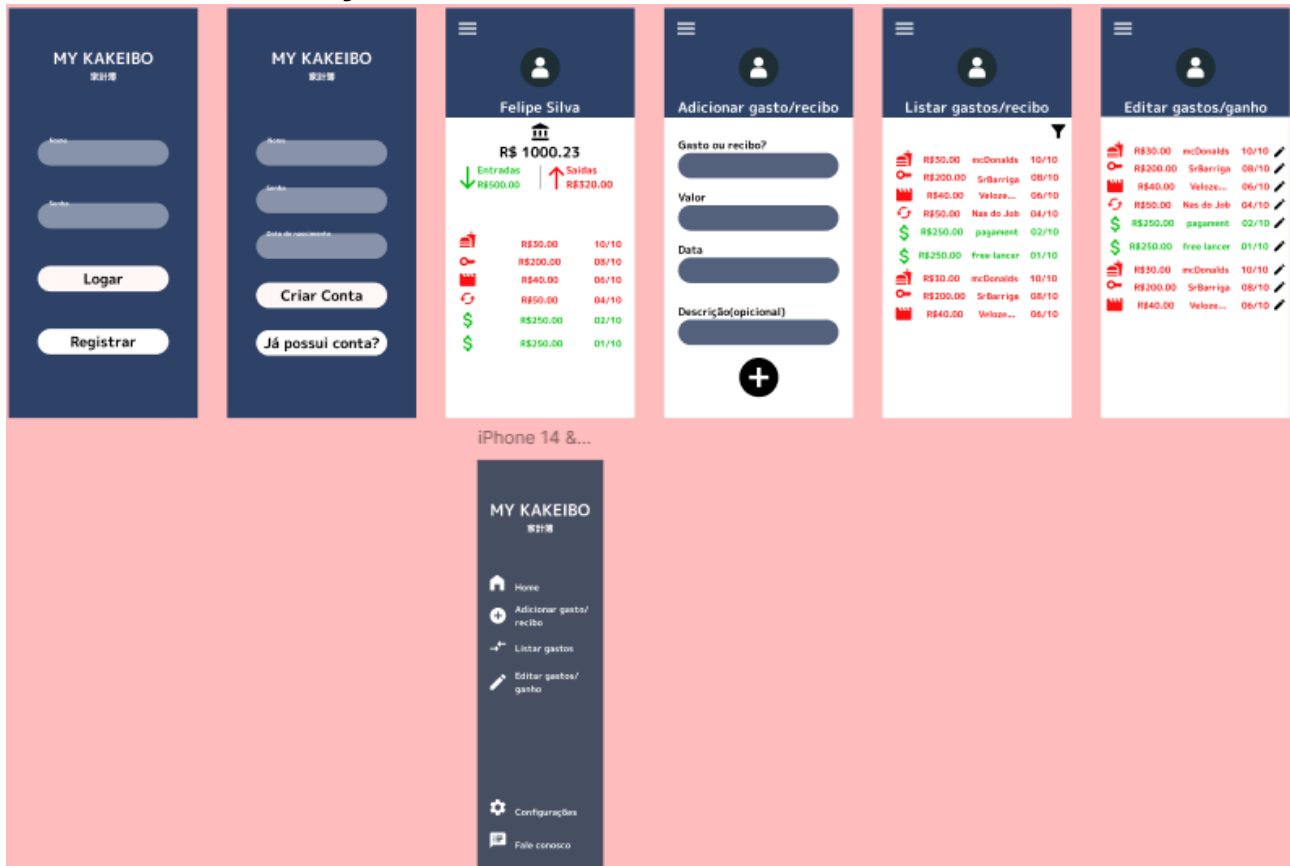 MY KAKEIBO
家計簿
Nome
Senha
Logar
Registrar
MY KAKEIBO
家計簿
Nome
Senha
Data de nascimento
Criar Conta
Já possui conta?
Felipe Silva
R$ 1000.23
Entradas
R$500.00
Saidas
R$320.00
R$30.00 10/10
R$200.00 08/10
R$40.00 06/10
R$50.00 04/10
R$250.00 02/10
R$250.00 01/10
Adicionar gasto/recibo
Gasto ou recibo?
Valor
Data
Descrição(opicional)
Listar gastos/recibo
R$30.00 mcDonalds 10/10
R$200.00 SrBarriga 08/10
R$40.00 Veloze... 06/10
R$50.00 Nas do Job 04/10
R$250.00 pagament 02/10
R$250.00 free lancer 01/10
R$30.00 mcDonalds 10/10
R$200.00 SrBarriga 08/10
R$40.00 Veloze... 06/10
Editar gastos/ganho
R$30.00 mcDonalds 10/10
R$200.00 SrBarriga 08/10
R$40.00 Veloze... 06/10
R$50.00 Nas do Job 04/10
R$250.00 pagament 02/10
R$250.00 free lancer 01/10
R$30.00 mcDonalds 10/10
R$200.00 SrBarriga 08/10
R$40.00 Veloze... 06/10
iPhone 14 &...
MY KAKEIBO
家計簿
Home
Adicionar gasto/
recibo
Listar gastos
Editar gastos/
ganho
Configurações
Fale conosco